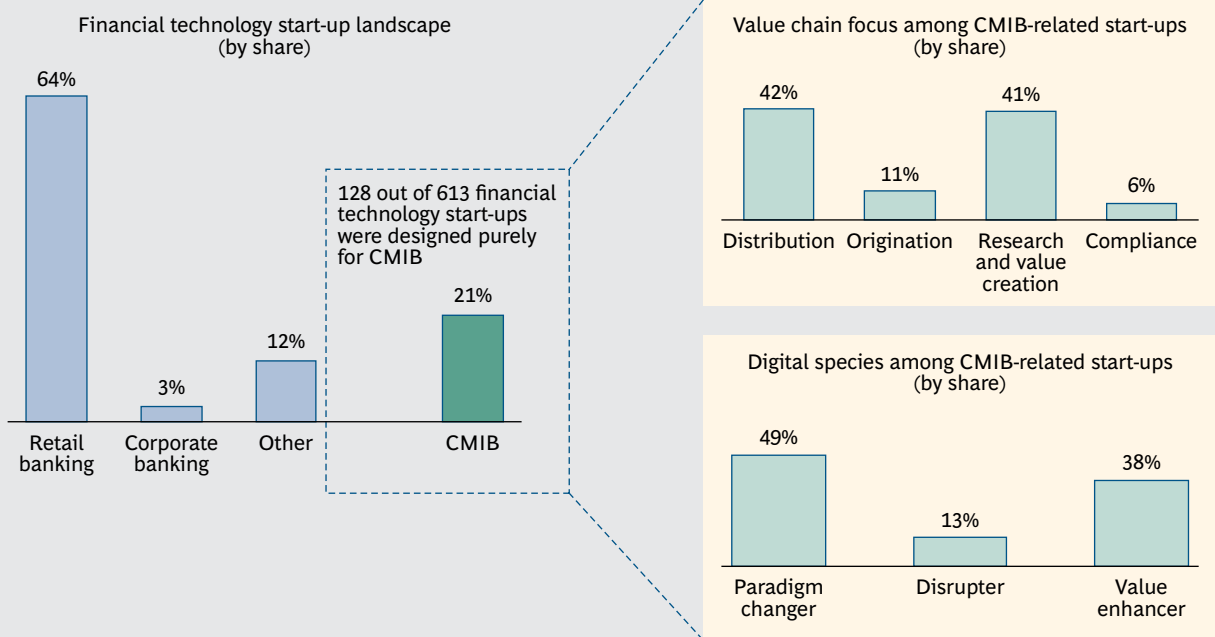 Financial technology start-up landscape
(by share)
64%
3%
12%
128 out of 613 financial
technology start-ups
were designed purely
for CMIB
21%
Retail
banking
Corporate
banking
Other
CMIB
Value chain focus among CMIB-related start-ups
(by share)
42%
11%
41%
6%
Distribution
Origination
Research
and value
creation
Compliance
Digital species among CMIB-related start-ups
(by share)
49%
13%
38%
Paradigm
changer
Disrupter
Value
enhancer